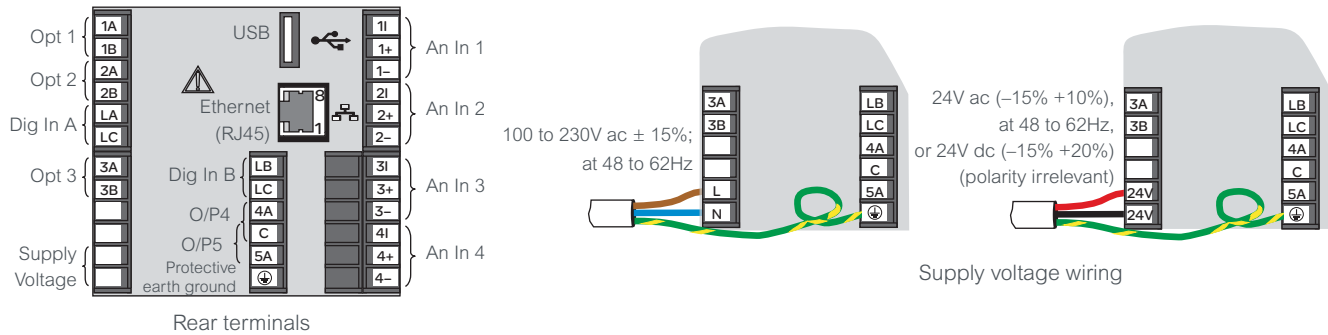 Opt 1
Opt 2
Dig In A
Opt 3
Supply
Voltage
1A
1B
2A
2B
LA
LC
3A
3B
USB
Ethernet
(RJ45)
8
1
Dig In B
O/P4
O/P5
Protective
earth ground
LB
LC
4A
C
5A
1I
1+
1–
2I
2+
2–
3I
3+
3–
4I
4+
4–
An In 1
An In 2
An In 3
An In 4
Rear terminals
100 to 230V ac ± 15%;
at 48 to 62Hz
3A
3B
L
N
LB
LC
4A
C
5A
24V ac (–15% +10%),
at 48 to 62Hz,
or 24V dc (–15% +20%)
(polarity irrelevant)
3A
3B
24V
24V
LB
LC
4A
C
5A
Supply voltage wiring